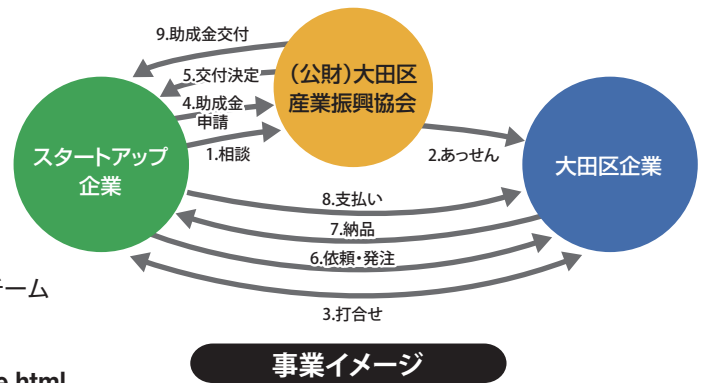 9.助成金交付
5.交付決定
4.助成金
申請
1.相談
(公財)大田区
産業振興協会
2.あっせん
スタートアップ
企業
大田区企業
8.支払い
7.納品
6.依頼・発注
3.打合せ
ーム
事業イメージ
.html